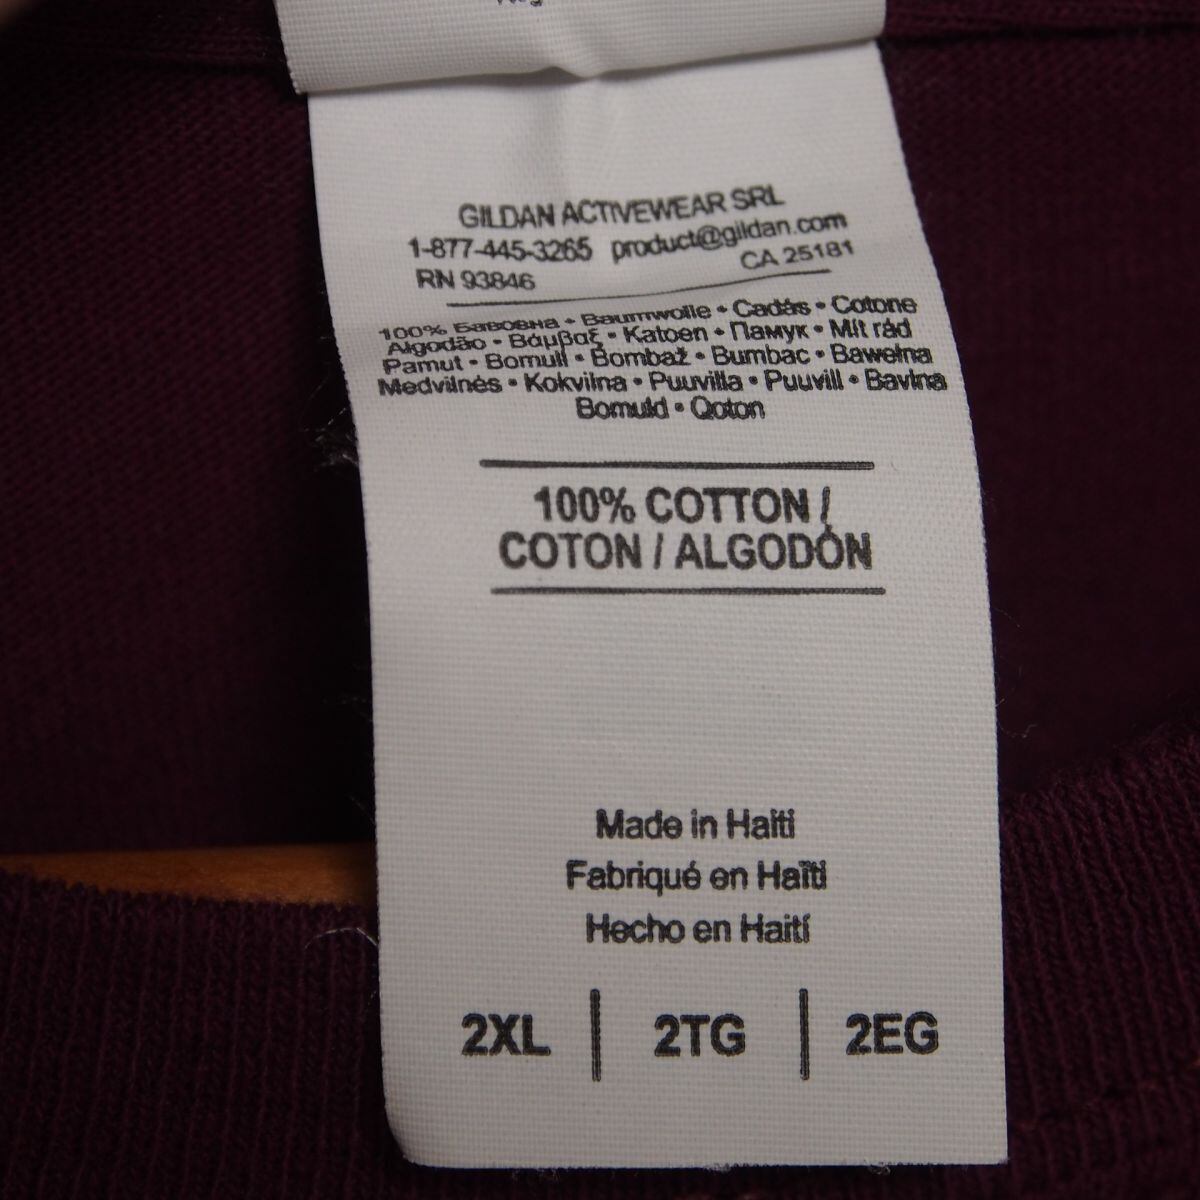 GILDAN ACTIVEWEAR SRL
1-877-445-3265 product@gildan.com
RN 93846 CA 25181
100% Бавовна • Baumwolle • Cadás • Cotone
Algodão • Βάμβαξ • Katoen • Памук • Mít rád
Pamut • Bomull • Bombaž • Bumbac • Bawełna
Medvilnės • Kokvilna • Puuvilla • Puuvill • Bavlna
Bomuld • Qoton
100% COTTON /
COTON / ALGODÓN
Made in Haiti
Fabriqué en Haïti
Hecho en Haití
2XL | 2TG | 2EG